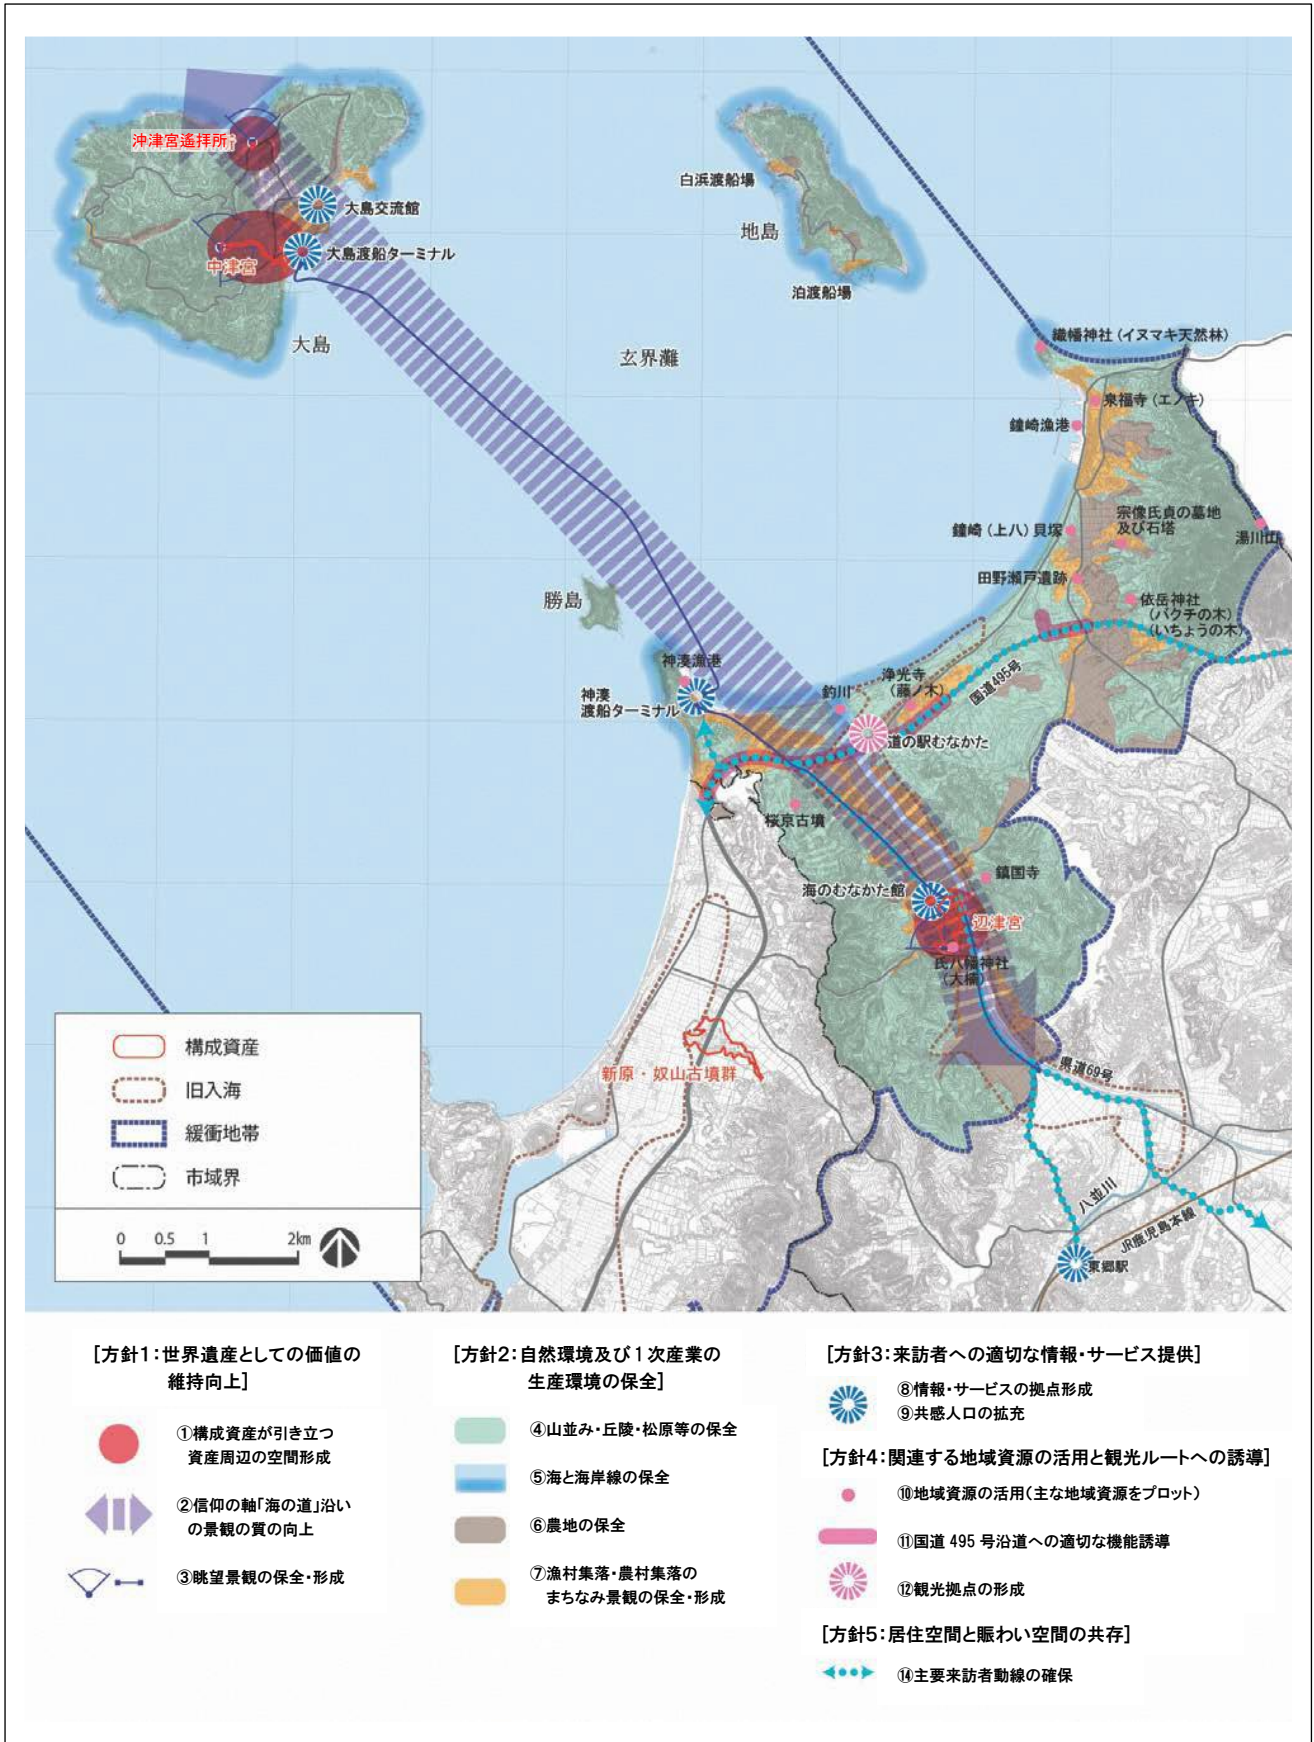 沖津宮遙拝所
大島交流館
中津宮
大島渡船ターミナル
大島
白浜渡船場
地島
泊渡船場
玄界灘
織幡神社(イヌマキ天然林)
泉福寺(エノキ)
鐘崎漁港
鐘崎(上八)貝塚
宗像氏貞の墓地
及び石塔
湯川山
田野瀬戸遺跡
依岳神社
(バクチの木)
(いちょうの木)
勝島
神湊漁港
神湊
渡船ターミナル
釣川
浄光寺
(藤ノ木)
国道495号
道の駅むなかた
桜京古墳
鎮国寺
海のむなかた館
辺津宮
氏八幡神社
(大楠)
新原・奴山古墳群
県道69号
八並川
JR鹿児島本線
東郷駅
構成資産
旧入海
緩衝地帯
市域界
0 0.5 1 2km
[方針1:世界遺産としての価値の
維持向上]
①構成資産が引き立つ
資産周辺の空間形成
②信仰の軸「海の道」沿い
の景観の質の向上
③眺望景観の保全・形成
[方針2:自然環境及び1次産業の
生産環境の保全]
④山並み・丘陵・松原等の保全
⑤海と海岸線の保全
⑥農地の保全
⑦漁村集落・農村集落の
まちなみ景観の保全・形成
[方針3:来訪者への適切な情報・サービス提供]
⑧情報・サービスの拠点形成
⑨共感人口の拡充
[方針4:関連する地域資源の活用と観光ルートへの誘導]
⑩地域資源の活用(主な地域資源をプロット)
⑪国道495号沿道への適切な機能誘導
⑫観光拠点の形成
[方針5:居住空間と賑わい空間の共存]
⑭主要来訪者動線の確保